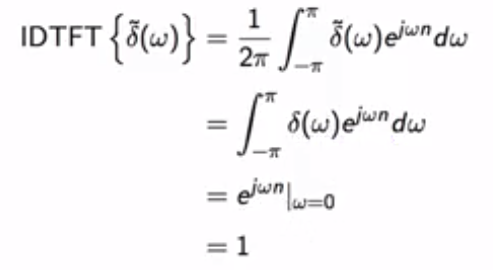 IDTFT {δ̃(ω)} = 1/2π ∫_{-π}^{π} δ̃(ω)e^{jωn}dω
= ∫_{-π}^{π} δ(ω)e^{jωn}dω
= e^{jωn}|_{ω=0}
= 1